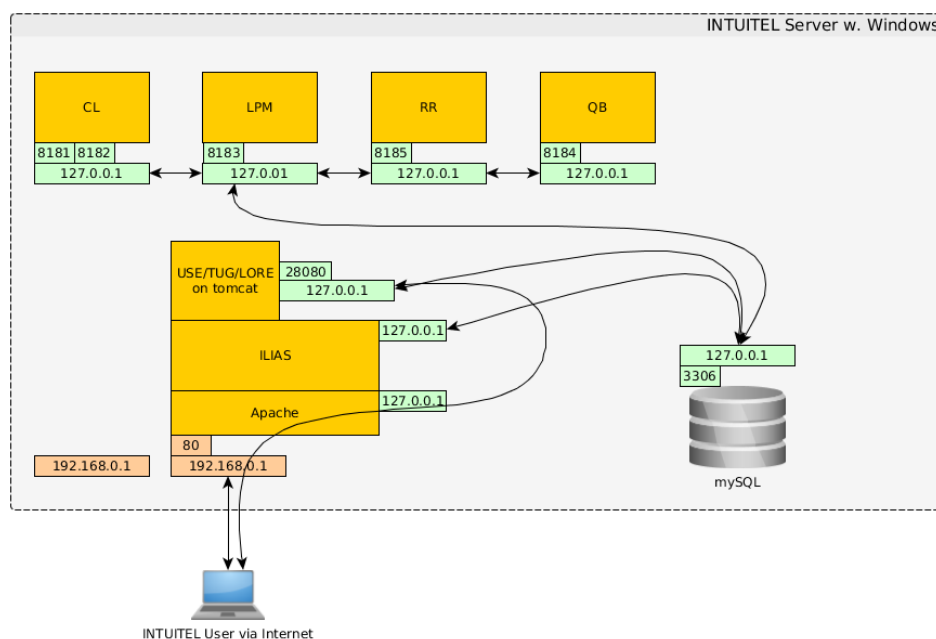 INTUITEL Server w. Windows
CL
LPM
RR
QB
8181
8182
8183
8185
8184
127.0.0.1
127.0.01
127.0.0.1
127.0.0.1
USE/TUG/LORE
on tomcat
28080
127.0.0.1
127.0.0.1
ILIAS
127.0.0.1
3306
127.0.0.1
Apache
80
192.168.0.1
192.168.0.1
mySQL
INTUITEL User via Internet